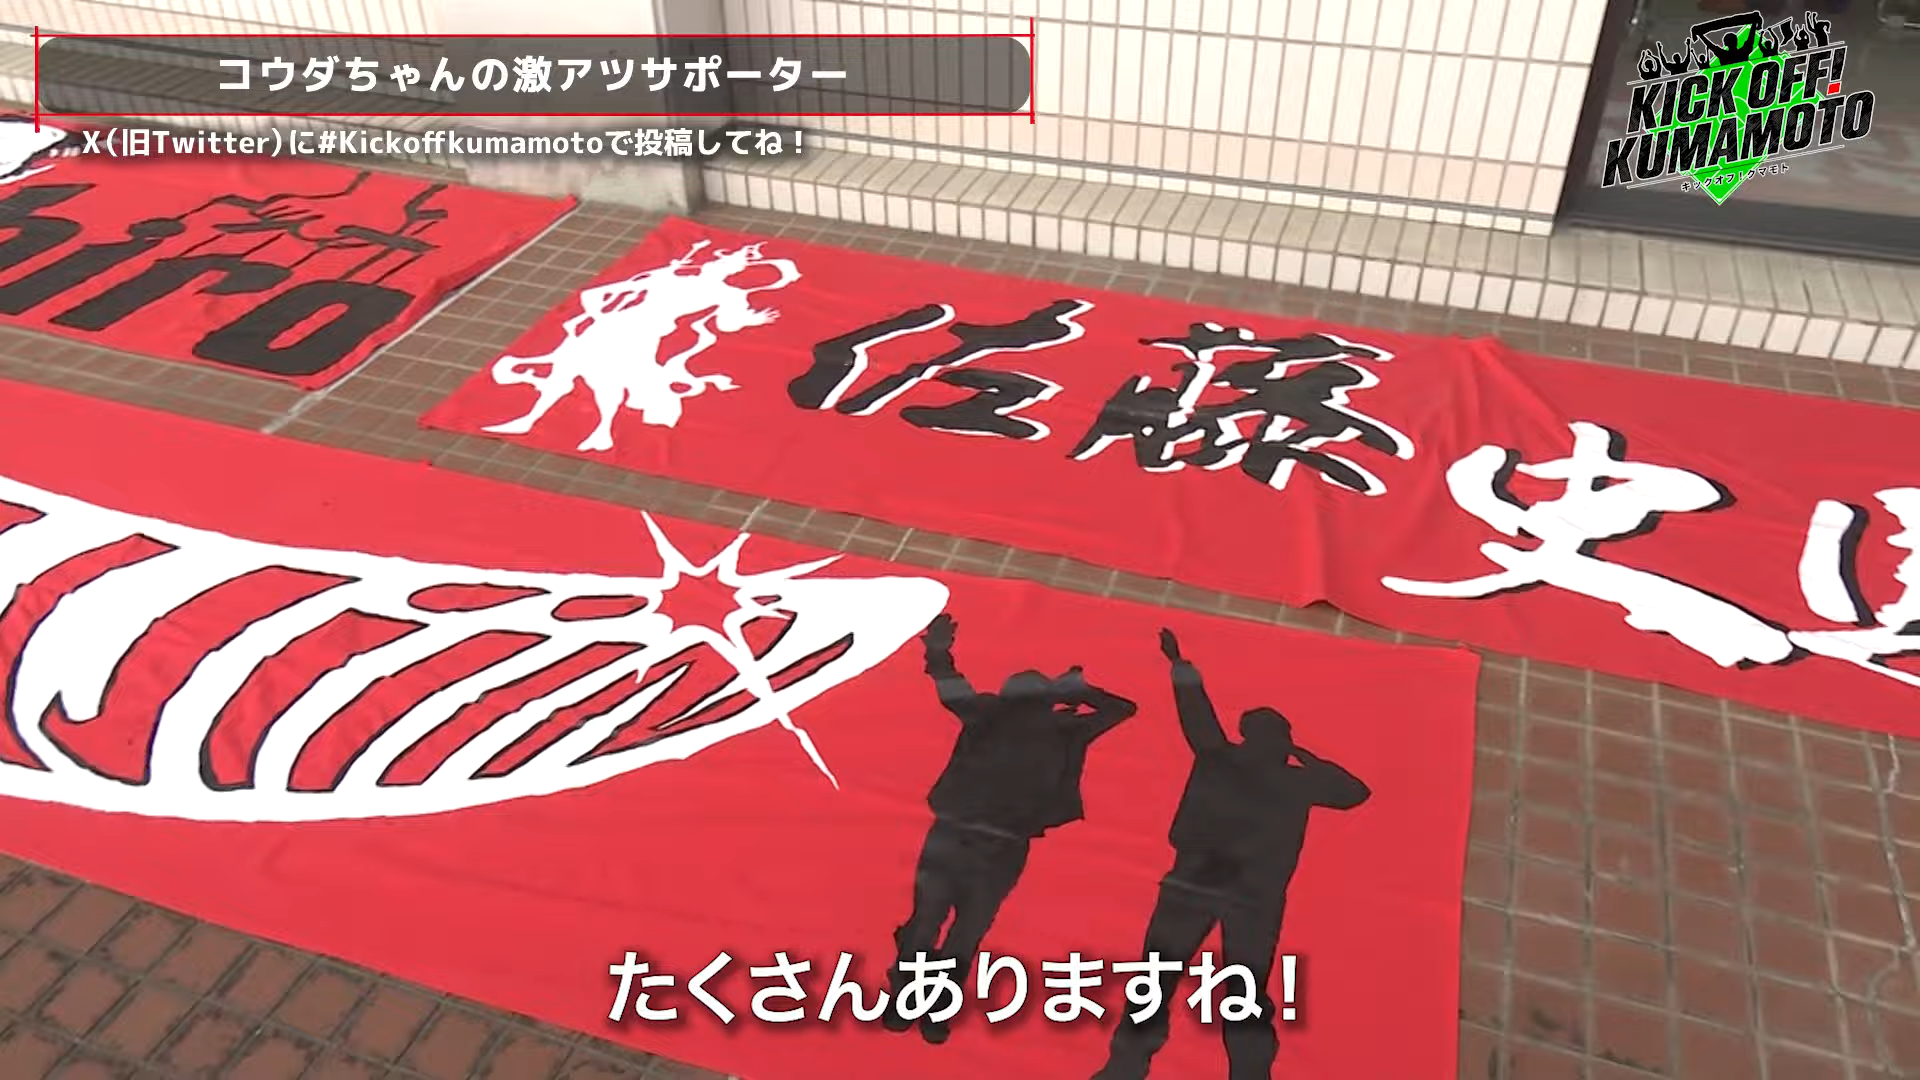 コウダちゃんの激アツサポーター
X(旧Twitter)に#Kickoffkumamotoで投稿してね！
KICK OFF!
KUMAMOTO
キックオフ！クマモト
hiro
佐藤史
たくさんありますね！